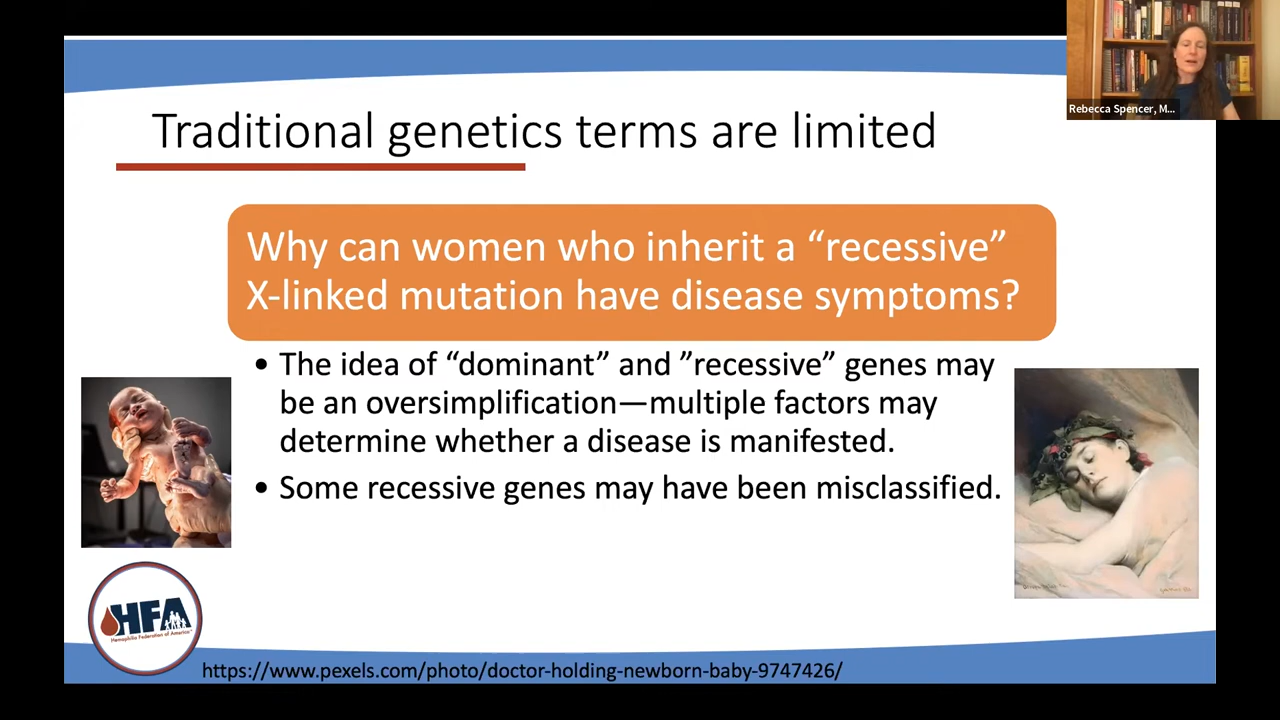 Rebecca Spencer, M...
Traditional genetics terms are limited
Why can women who inherit a “recessive”
X-linked mutation have disease symptoms?
• The idea of “dominant” and ”recessive” genes may
be an oversimplification—multiple factors may
determine whether a disease is manifested.
• Some recessive genes may have been misclassified.
HFA
Hemophilia Federation of America
https://www.pexels.com/photo/doctor-holding-newborn-baby-9747426/